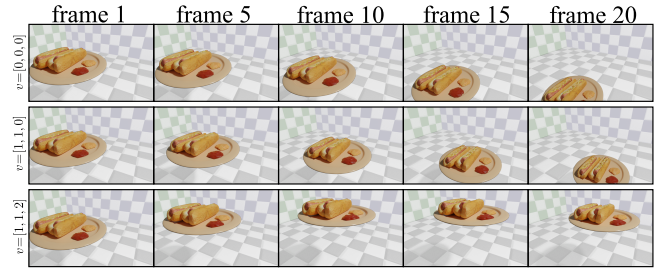 frame 1 frame 5 frame 10 frame 15 frame 20
v = [0, 0, 0]
v = [1, 1, 0]
v = [1, 1, 2]